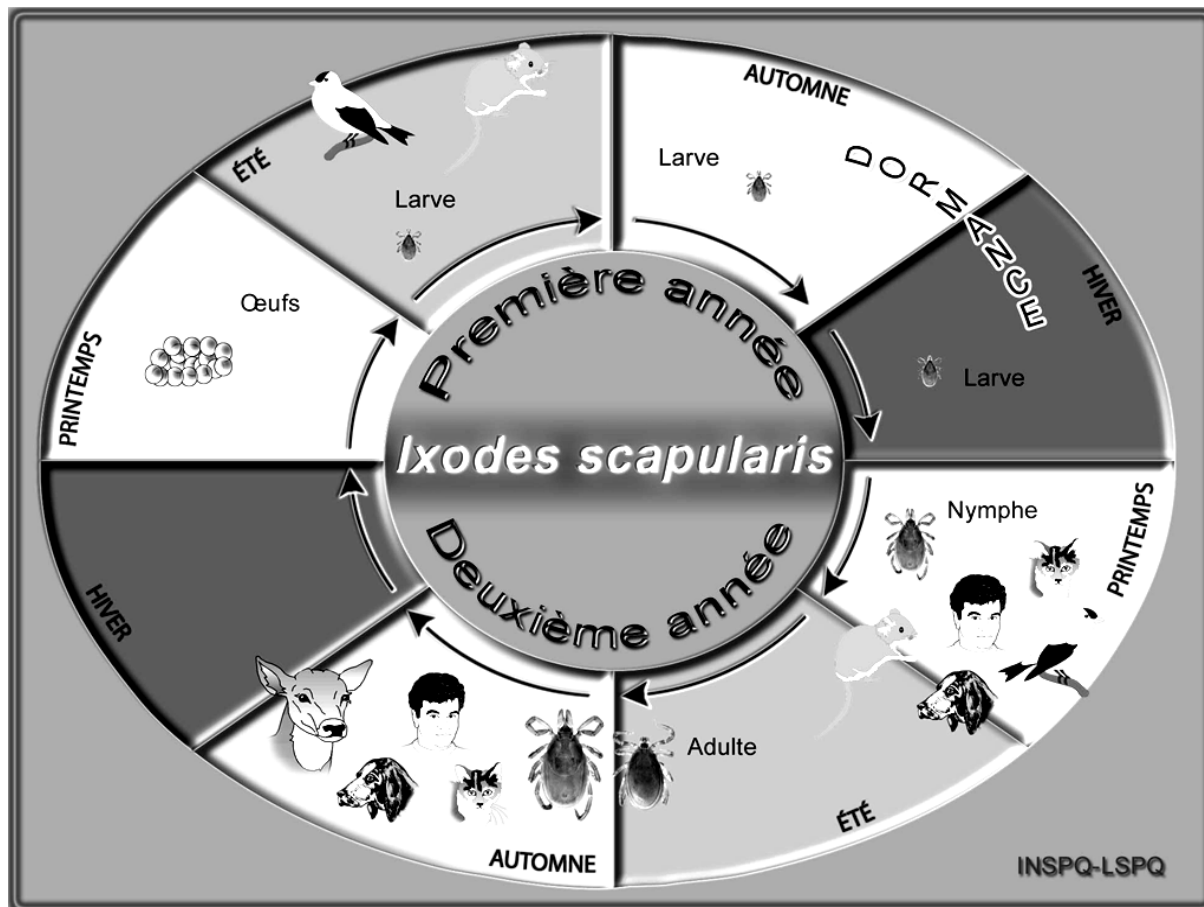 ÉTÉ
Larve
AUTOMNE
Larve
DORMANCE
HIVER
Larve
PRINTEMPS
Œufs
Première année
Ixodes scapularis
Deuxième année
Nymphe
PRINTEMPS
HIVER
Adulte
ÉTÉ
AUTOMNE
INSPQ-LSPQ